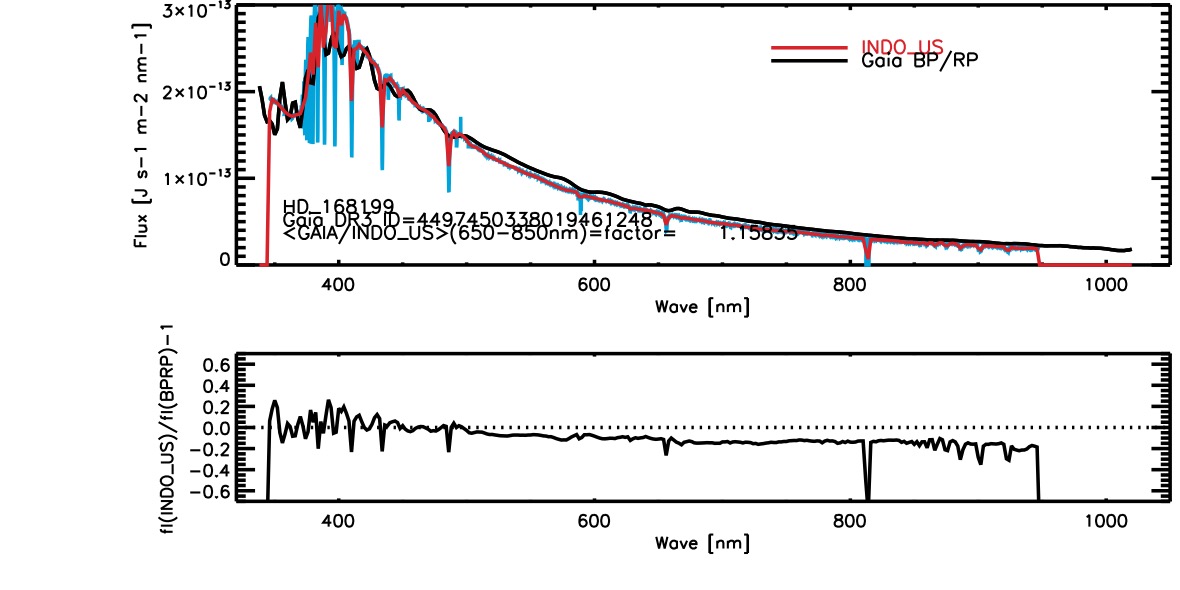 3×10−13
2×10−13
1×10−13
0
Flux [J s−1 m−2 nm−1]
INDO_US
Gaia BP/RP
HD_168199
Gaia DR3 ID=4497450338019461248
<GAIA/INDO_US>(650−850nm)=factor= 1.15835
400 600 800 1000
Wave [nm]
0.6
0.4
0.2
0.0
−0.2
−0.4
−0.6
fl(INDO_US)/fl(BPRP)−1
400 600 800 1000
Wave [nm]